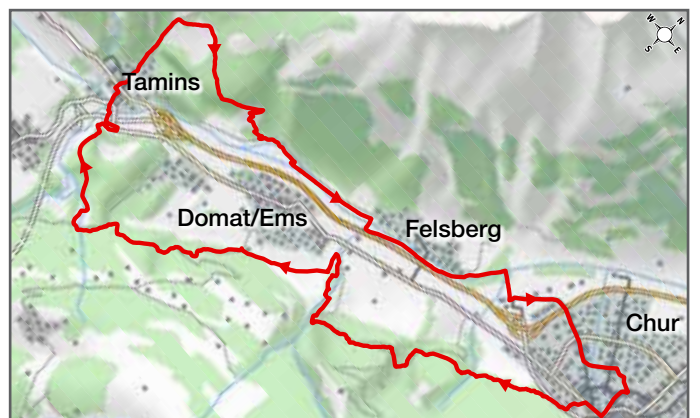 W N
S E
Tamins
Domat/Ems
Felsberg
Chur